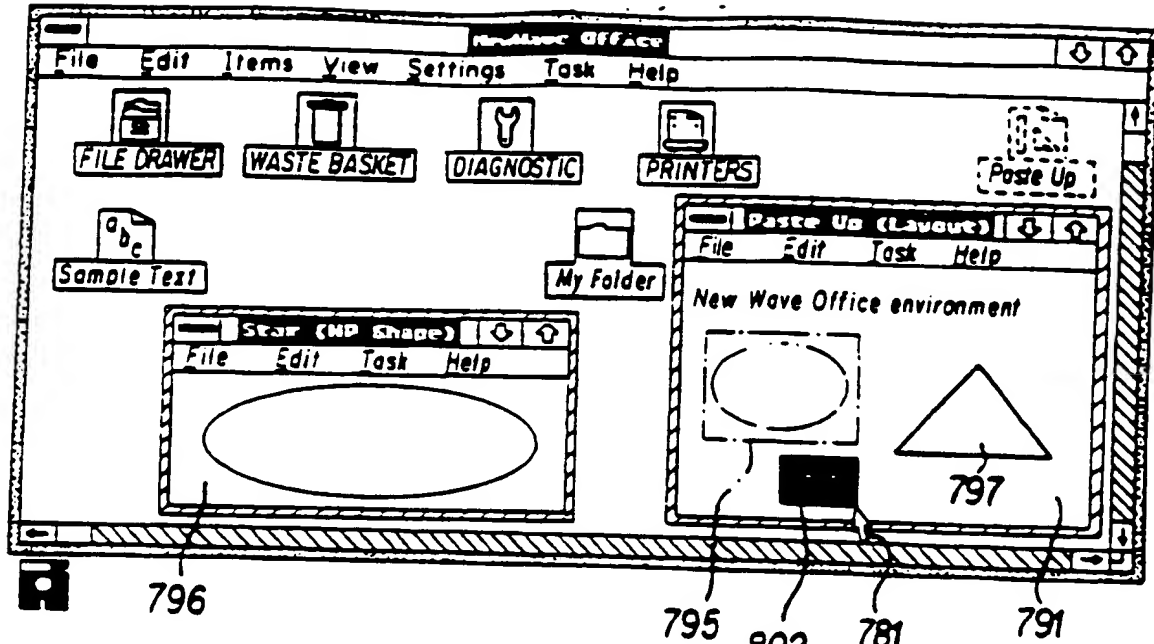 NewWave Office
File Edit Items View Settings Task Help
FILE DRAWER WASTE BASKET DIAGNOSTIC PRINTERS Paste Up
Sample Text My Folder
Paste Up (Layout)
File Edit Task Help
New Wave Office environment
Star (HP Shape)
File Edit Task Help
797
796 795 802 781 791